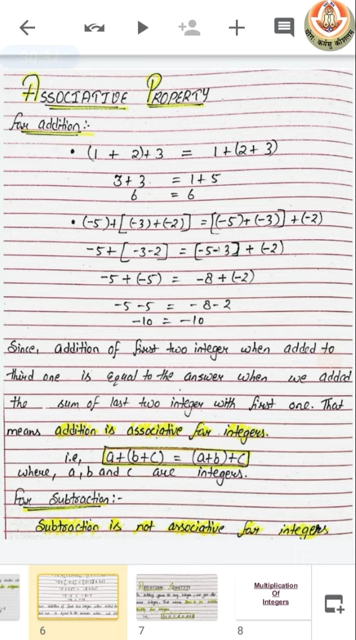 ASSOCIATIVE PROPERTY
For addition:-
• (1 + 2)+3 = 1+(2+3)
3+3 = 1+5
6 = 6
• (-5)+[(-3)+(-2)] = [(-5)+(-3)]+(-2)
-5+[-3-2] = [-5-3]+(-2)
-5+(-5) = -8+(-2)
-5-5 = -8-2
-10 = -10
Since, addition of first two integer when added to
third one is equal to the answer when we added
the sum of last two integer with first one. That
means addition is associative for integers.
i.e, a+(b+c) = (a+b)+c
where, a, b and c are integers.
For Subtraction:-
Subtraction is not associative for integers
6
7
Multiplication
Of
Integers
8